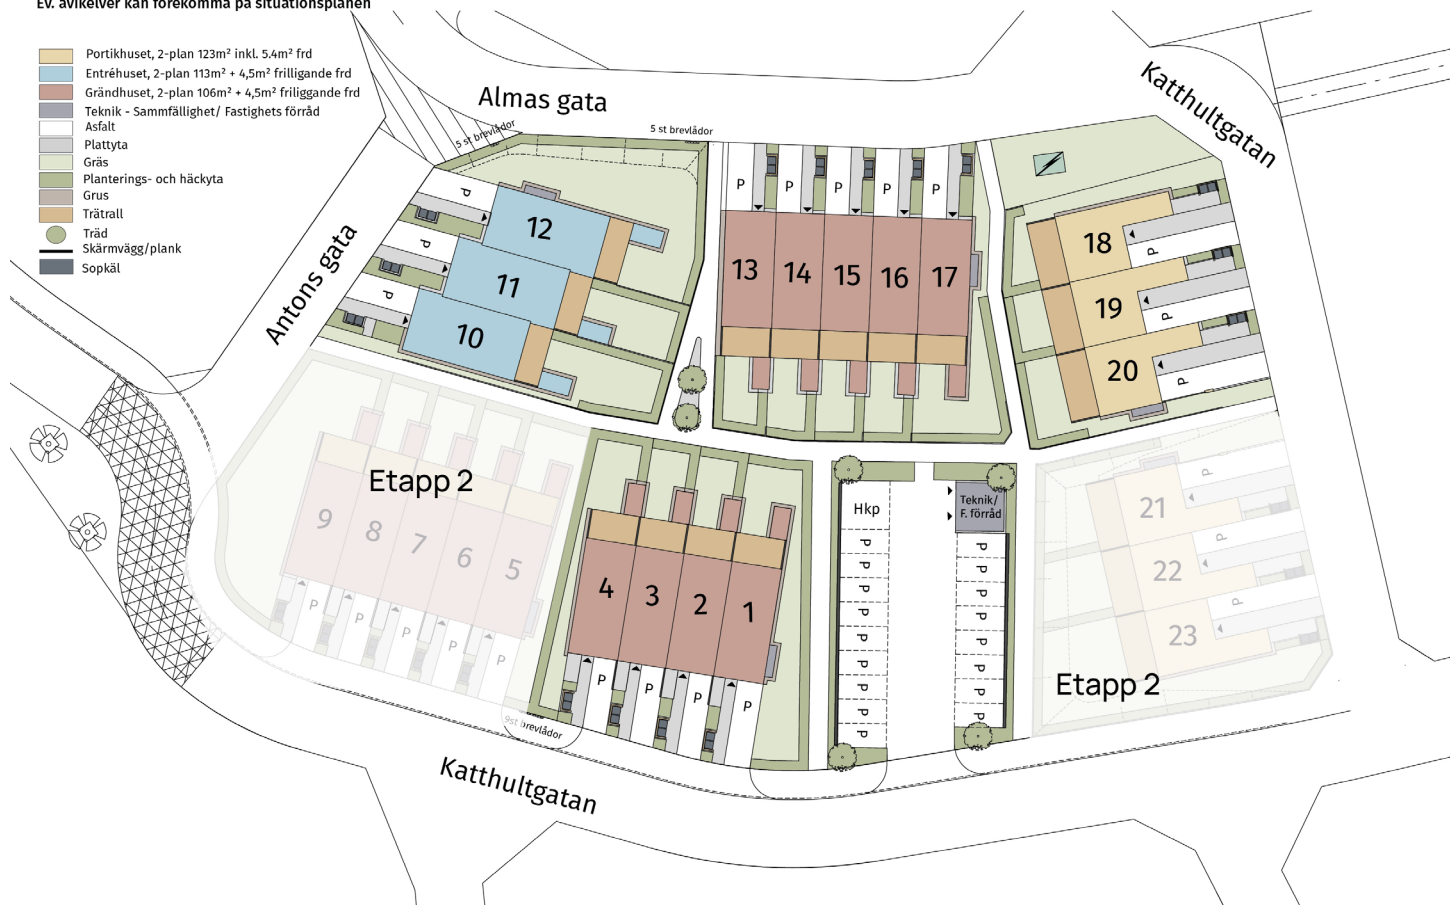 Ev. avikelver kan förekomma på situationsplanen
Portikhuset, 2-plan 123m² inkl. 5.4m² frd
Entréhuset, 2-plan 113m² + 4,5m² frilligande frd
Grändhuset, 2-plan 106m² + 4,5m² friliggande frd
Teknik - Sammfällighet/ Fastighets förråd
Asfalt
Plattyta
Gräs
Planterings- och häckyta
Grus
Trätrall
Träd
Skärmvägg/plank
Sopkäl
Almas gata
Katthultgatan
Antons gata
5 st brevlådor
5 st brevlådor
P
P
P
12
11
10
P
P
P
P
P
13
14
15
16
17
18
19
20
P
P
P
Etapp 2
9
8
7
6
5
P
P
P
P
P
4
3
2
1
P
P
P
P
9st brevlådor
Hkp
P
P
P
P
P
P
P
P
P
Teknik/
F. förråd
P
P
P
P
P
P
P
P
21
22
23
P
P
P
Etapp 2
Katthultgatan